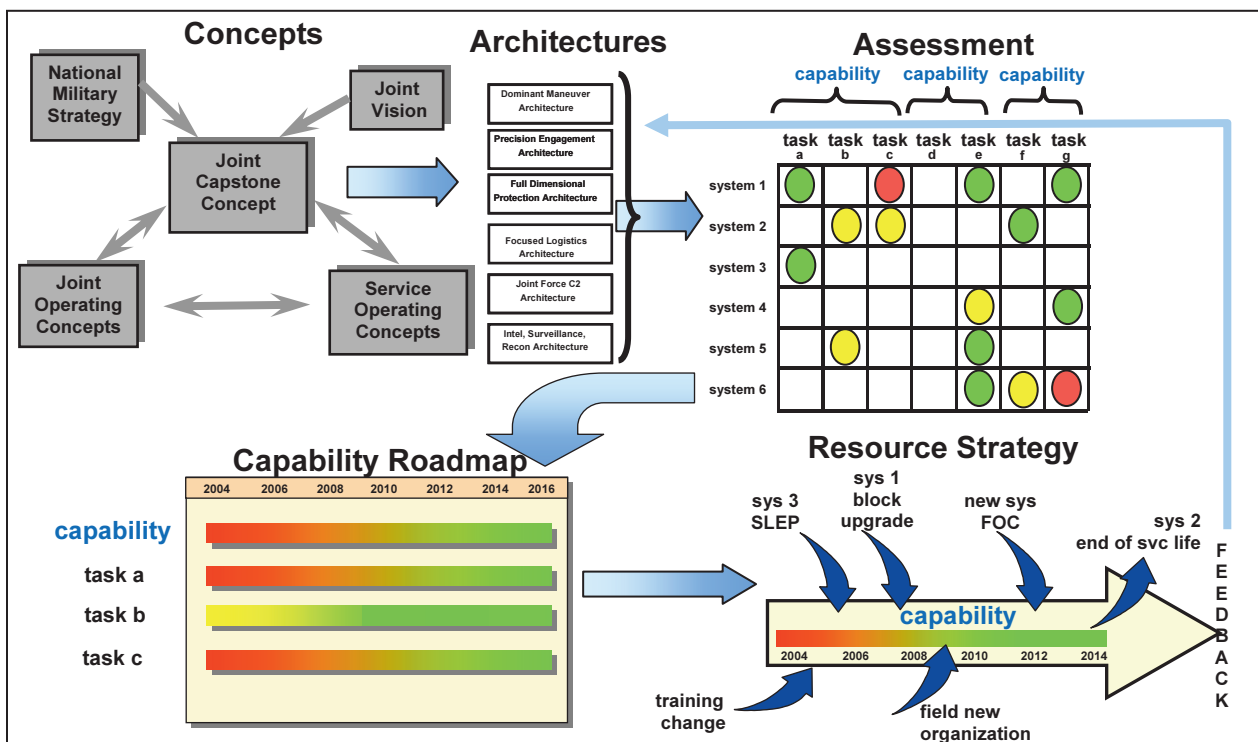 Concepts
National
Military
Strategy
Joint
Vision
Joint
Capstone
Concept
Joint
Operating
Concepts
Service
Operating
Concepts
Architectures
Dominant Maneuver
Architecture
Precision Engagement
Architecture
Full Dimensional
Protection Architecture
Focused Logistics
Architecture
Joint Force C2
Architecture
Intel, Surveillance,
Recon Architecture
Assessment
capability capability capability
task task task task task task task
a b c d e f g
system 1
system 2
system 3
system 4
system 5
system 6
Capability Roadmap
2004 2006 2008 2010 2012 2014 2016
capability
task a
task b
task c
Resource Strategy
sys 3
SLEP
sys 1
block
upgrade
new sys
FOC
sys 2
end of svc life
capability
2004 2006 2008 2010 2012 2014
training
change
field new
organization
F
E
E
D
B
A
C
K